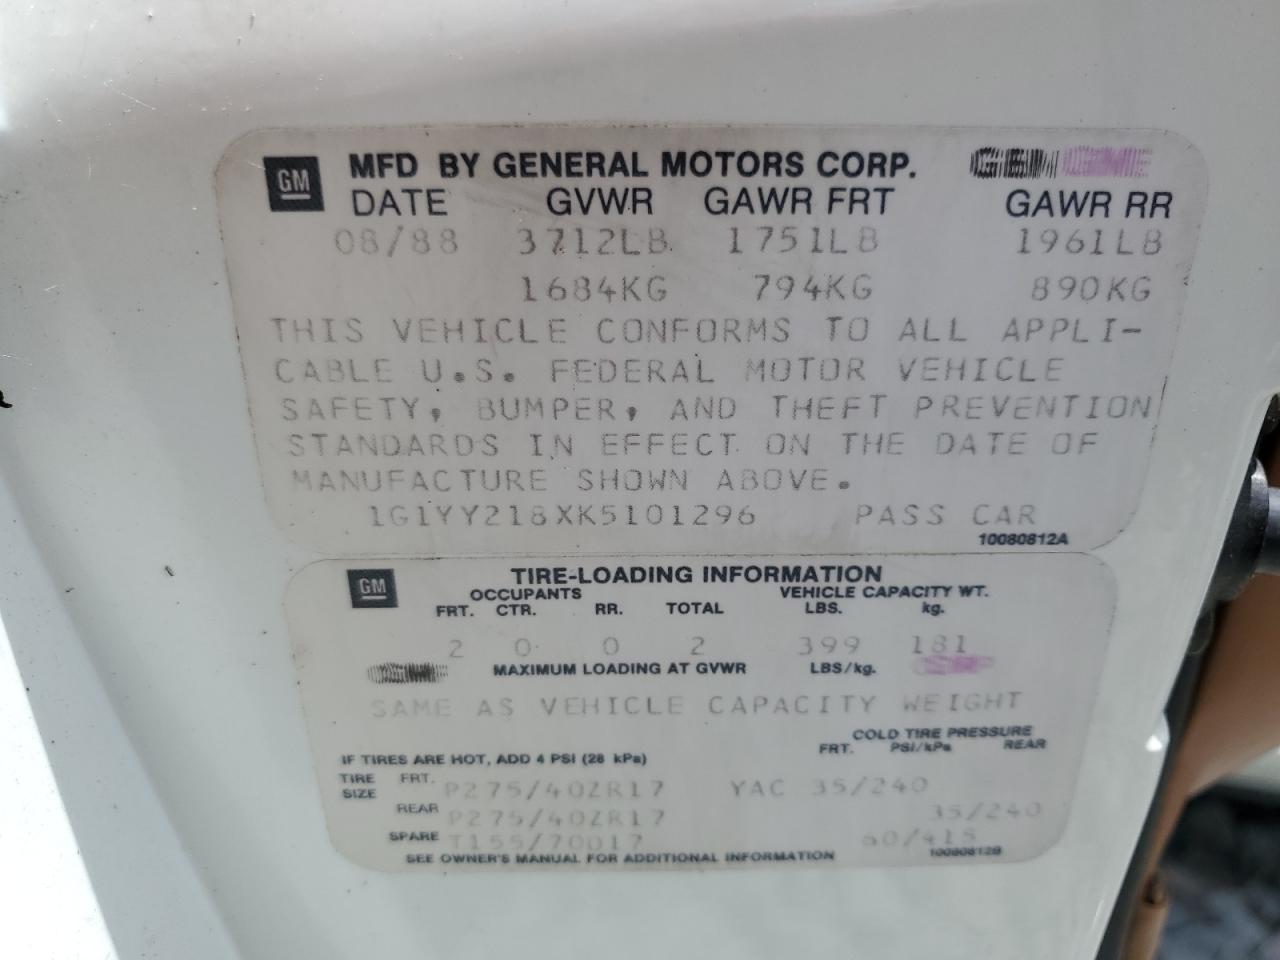 GM MFD BY GENERAL MOTORS CORP.
DATE GVWR GAWR FRT GAWR RR
08/88 3712LB 1751LB 1961LB
1684KG 794KG 890KG
THIS VEHICLE CONFORMS TO ALL APPLI-
CABLE U.S. FEDERAL MOTOR VEHICLE
SAFETY, BUMPER, AND THEFT PREVENTION
STANDARDS IN EFFECT ON THE DATE OF
MANUFACTURE SHOWN ABOVE.
1G1YY218XK5101296 PASS CAR
10080812A
GM TIRE-LOADING INFORMATION
OCCUPANTS VEHICLE CAPACITY WT.
FRT. CTR. RR. TOTAL LBS. kg.
2 0 0 2 399 181
MAXIMUM LOADING AT GVWR LBS/kg.
SAME AS VEHICLE CAPACITY WEIGHT
COLD TIRE PRESSURE
FRT. PSI/kPa REAR
IF TIRES ARE HOT, ADD 4 PSI (28 kPa)
TIRE SIZE FRT. P275/40ZR17 YAC 35/240
REAR P275/40ZR17 35/240
SPARE T155/70D17 60/415
SEE OWNER'S MANUAL FOR ADDITIONAL INFORMATION 10080812B